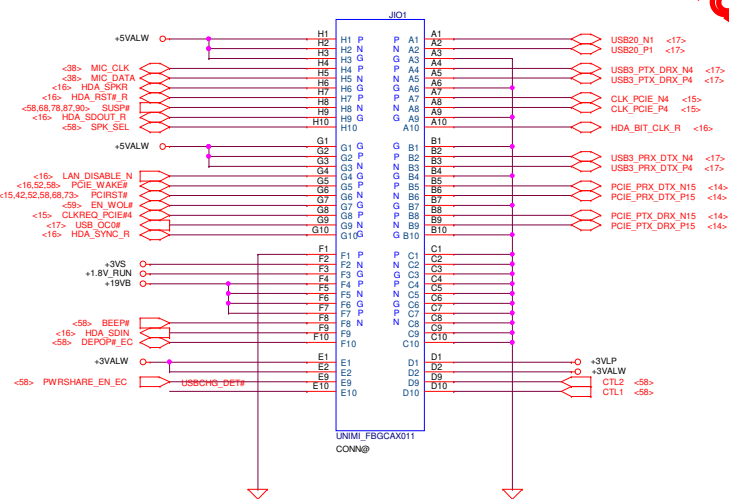 JIO1
+5VALW H1 H1 P P A1 A1 USB20_N1 <17>
H2 H2 N N A2 A2 USB20_P1 <17>
H3 H3 G G A3 A3
<38> MIC_CLK H4 H4 P P A4 A4 USB3_PTX_DRX_N4 <17>
<38> MIC_DATA H5 H5 N N A5 A5 USB3_PTX_DRX_P4 <17>
<16> HDA_SPKR H6 H6 G G A6 A6
<16> HDA_RST#_R H7 H7 P P A7 A7 CLK_PCIE_N4 <15>
<58,68,78,87,90> SUSP# H8 H8 N N A8 A8 CLK_PCIE_P4 <15>
<16> HDA_SDOUT_R H9 H9 G G A9 A9
<58> SPK_SEL H10 H10 A10 A10 HDA_BIT_CLK_R <16>
+5VALW G1 G1 G G B1 B1
G2 G2 P P B2 B2 USB3_PRX_DTX_N4 <17>
G3 G3 N N B3 B3 USB3_PRX_DTX_P4 <17>
<16> LAN_DISABLE_N G4 G4 G G B4 B4
<16,52,58> PCIE_WAKE# G5 G5 P P B5 B5 PCIE_PRX_DTX_N15 <14>
<15,42,52,58,68,73> PCIRST# G6 G6 N N B6 B6 PCIE_PRX_DTX_P15 <14>
<59> EN_WOL# G7 G7 G G B7 B7
<15> CLKREQ_PCIE#4 G8 G8 P P B8 B8 PCIE_PTX_DRX_N15 <14>
<17> USB_OC0# G9 G9 N N B9 B9 PCIE_PTX_DRX_P15 <14>
<16> HDA_SYNC_R G10 G10 G G B10 B10
F1 F1 P P C1 C1
+3VS F2 F2 N N C2 C2
+1.8V_RUN F3 F3 G G C3 C3
+19VB F4 F4 P P C4 C4
F5 F5 N N C5 C5
F6 F6 G G C6 C6
F7 F7 P P C7 C7
<58> BEEP# F8 F8 N N C8 C8
<16> HDA_SDIN F9 F9 C9 C9
<58> DEPOP#_EC F10 F10 C10 C10
+3VALW E1 E1 D1 D1 +3VLP
E2 E2 D2 D2 +3VALW
<58> PWRSHARE_EN_EC E9 E9 D9 D9 CTL2 <58>
USBCHG_DET# E10 E10 D10 D10 CTL1 <58>
UNIMI_FBGCAX011
CONN@